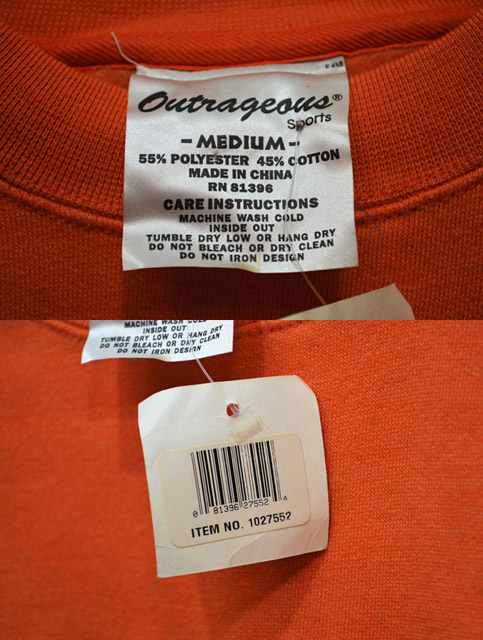 Outrageous®
Sports
- MEDIUM -
55% POLYESTER 45% COTTON
MADE IN CHINA
RN 81396
CARE INSTRUCTIONS
MACHINE WASH COLD
INSIDE OUT
TUMBLE DRY LOW OR HANG DRY
DO NOT BLEACH OR DRY CLEAN
DO NOT IRON DESIGN
MACHINE WASH COLD
INSIDE OUT
TUMBLE DRY LOW OR HANG DRY
DO NOT BLEACH OR DRY CLEAN
DO NOT IRON DESIGN
0 81396 27552 4
ITEM NO. 1027552